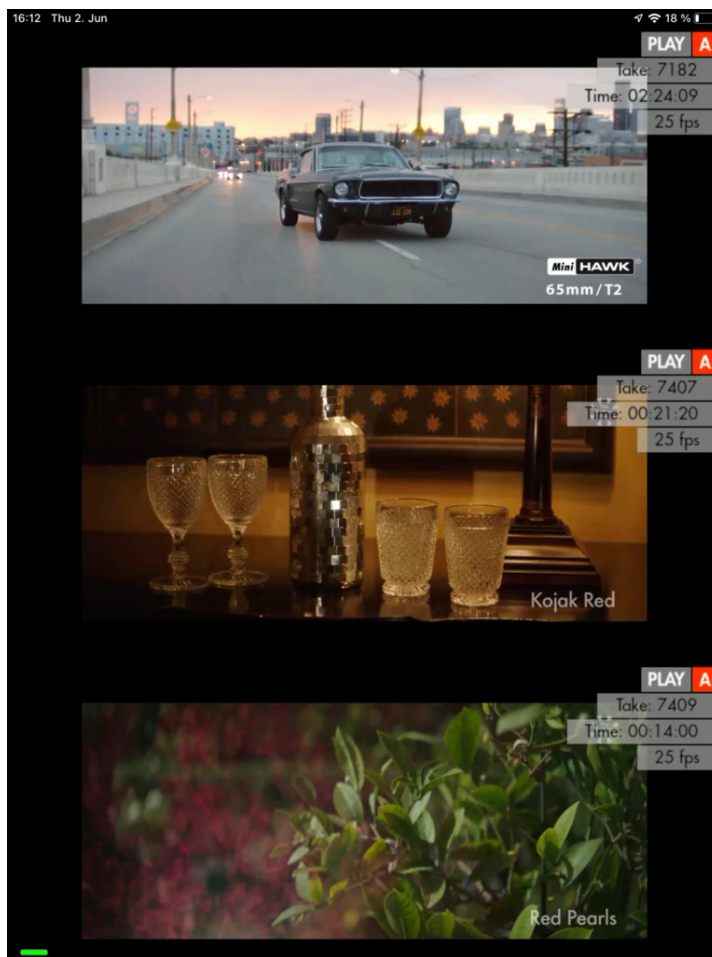 16:12 Thu 2. Jun
18 %
PLAY A
Take: 7182
Time: 02:24:09
25 fps
Mini HAWK®
65mm/T2
PLAY A
Take: 7407
Time: 00:21:20
25 fps
Kojak Red
PLAY A
Take: 7409
Time: 00:14:00
25 fps
Red Pearls